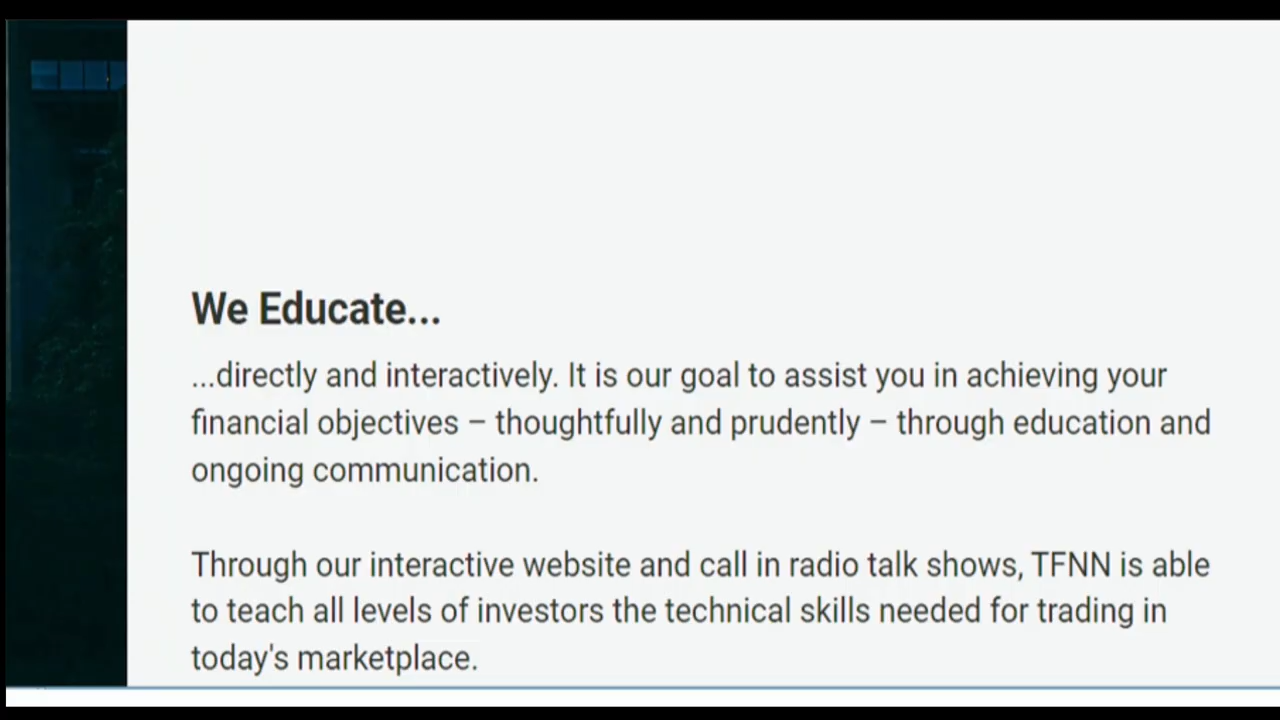 We Educate...
...directly and interactively. It is our goal to assist you in achieving your
financial objectives – thoughtfully and prudently – through education and
ongoing communication.
Through our interactive website and call in radio talk shows, TFNN is able
to teach all levels of investors the technical skills needed for trading in
today's marketplace.